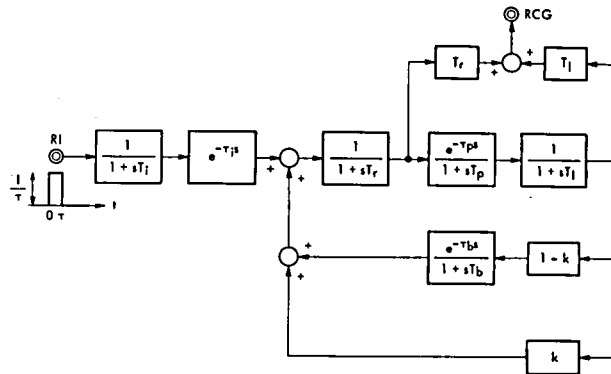 RCG
T_r
+
+
T_l
RI
1
1 + sT_i
e^{-τ_i s}
+
+
1
1 + sT_r
e^{-τ_p s}
1 + sT_p
1
1 + sT_l
1
τ
0 τ
t
+
+
e^{-τ_b s}
1 + sT_b
1 - k
k